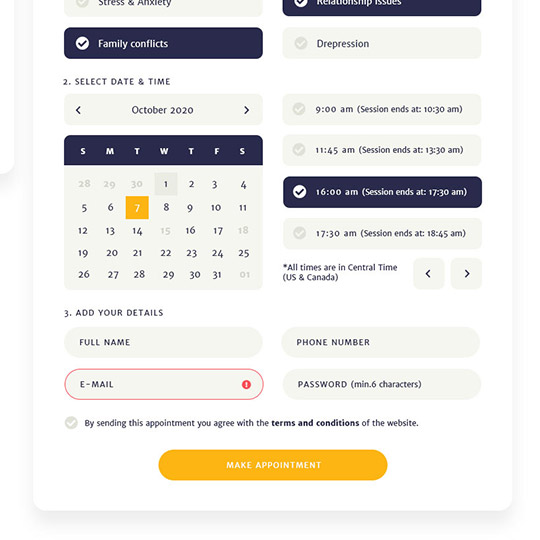 Stress & Anxiety
Relationship issues
Family conflicts
Drepression
2. SELECT DATE & TIME
October 2020
S M T W T F S
28 29 30 1 2 3 4
5 6 7 8 9 10 11
12 13 14 15 16 17 18
19 20 21 22 23 24 25
26 27 28 29 30 31 01
9:00 am (Session ends at: 10:30 am)
11:45 am (Session ends at: 13:30 am)
16:00 am (Session ends at: 17:30 am)
17:30 am (Session ends at: 18:45 am)
*All times are in Central Time
(US & Canada)
3. ADD YOUR DETAILS
FULL NAME
PHONE NUMBER
E-MAIL
PASSWORD (min.6 characters)
By sending this appointment you agree with the terms and conditions of the website.
MAKE APPOINTMENT